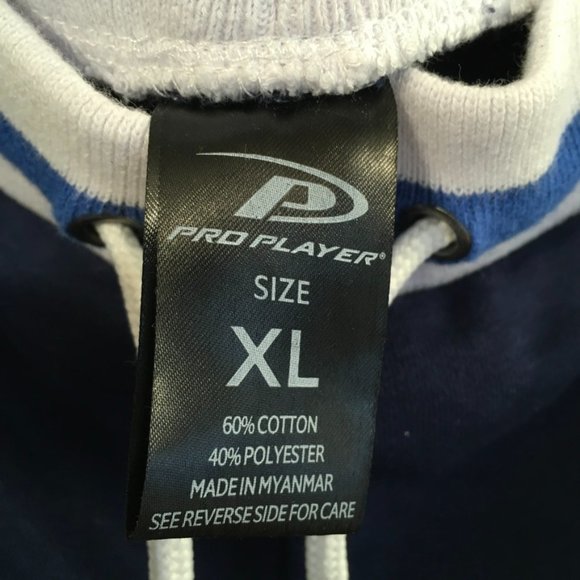 PRO PLAYER®
SIZE
XL
60% COTTON
40% POLYESTER
MADE IN MYANMAR
SEE REVERSE SIDE FOR CARE